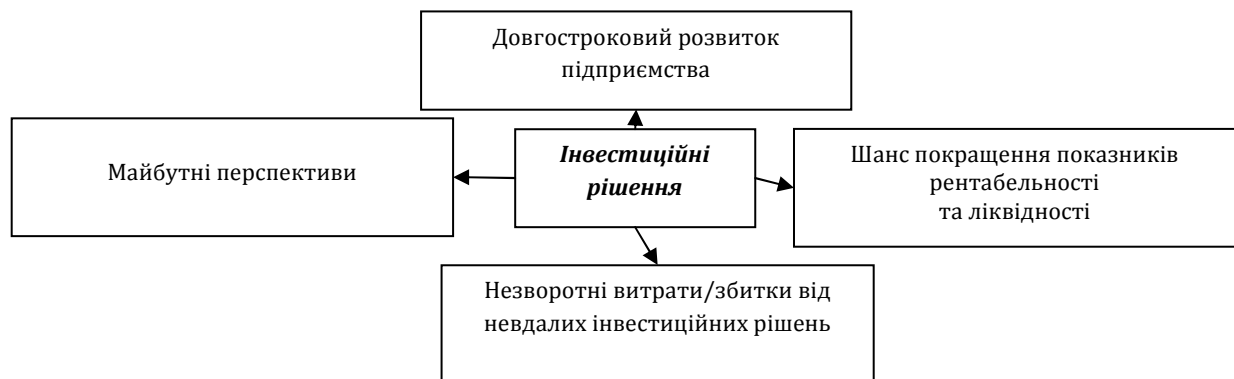 Довгостроковий розвиток
підприємства
Майбутні перспективи
Інвестиційні
рішення
Шанс покращення показників
рентабельності
та ліквідності
Незворотні витрати/збитки від
невдалих інвестиційних рішень